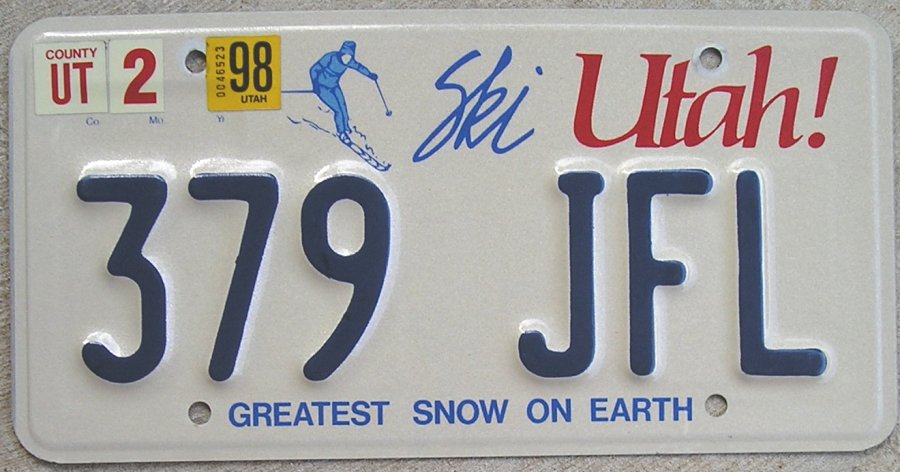 COUNTY
UT 2 0046523 98
UTAH
Co Mo Yr
Ski Utah!
379 JFL
GREATEST SNOW ON EARTH